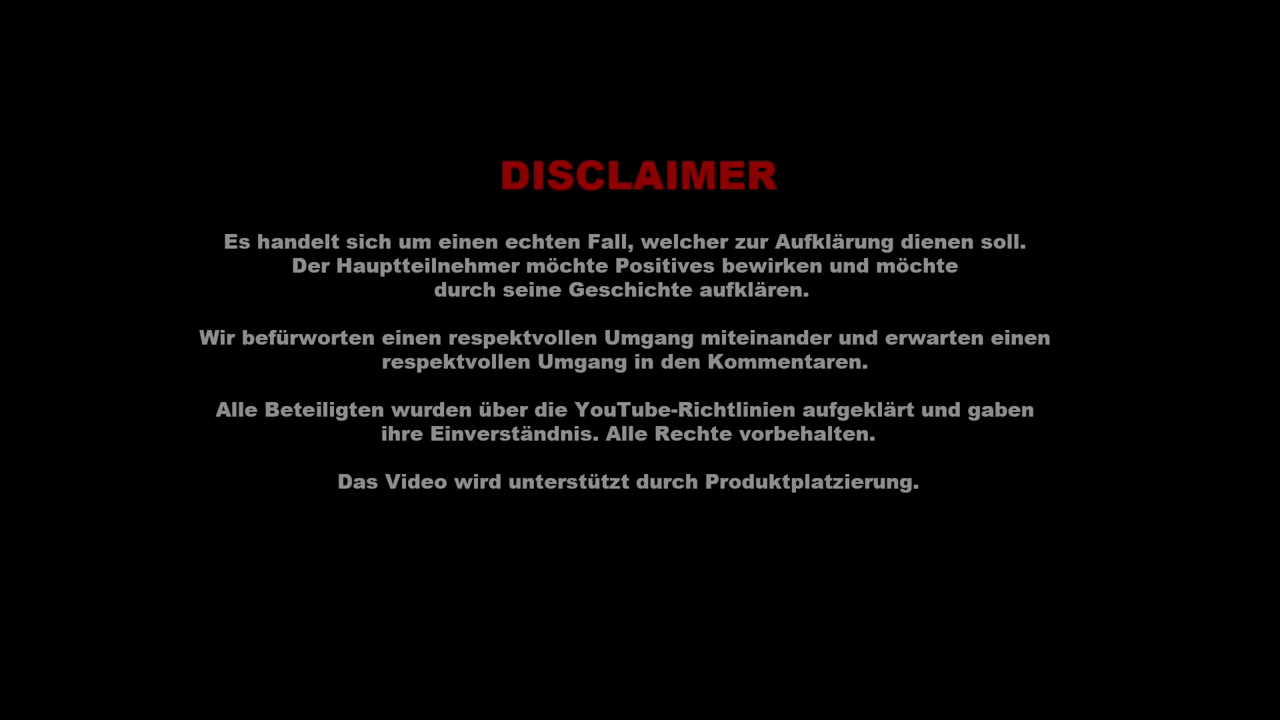 DISCLAIMER
Es handelt sich um einen echten Fall, welcher zur Aufklärung dienen soll.
Der Hauptteilnehmer möchte Positives bewirken und möchte
durch seine Geschichte aufklären.
Wir befürworten einen respektvollen Umgang miteinander und erwarten einen
respektvollen Umgang in den Kommentaren.
Alle Beteiligten wurden über die YouTube-Richtlinien aufgeklärt und gaben
ihre Einverständnis. Alle Rechte vorbehalten.
Das Video wird unterstützt durch Produktplatzierung.